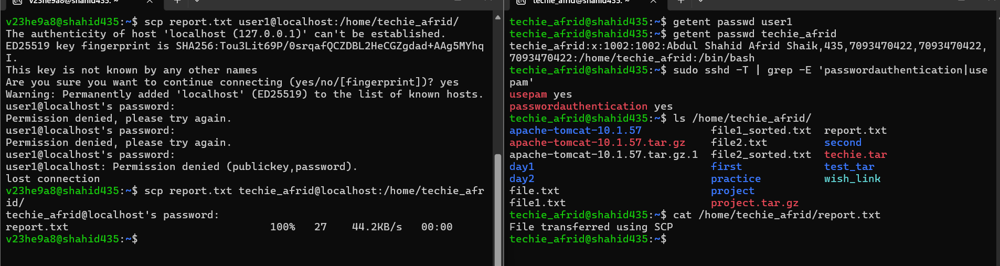 v23he9a8@shahid435: ~
v23he9a8@shahid435:~$ scp report.txt user1@localhost:/home/techie_afrid/
The authenticity of host 'localhost (127.0.0.1)' can't be established.
ED25519 key fingerprint is SHA256:Tou3Lit69P/0srqafQCZDBL2HeCGZgdad+AAg5MYhq
I.
This key is not known by any other names
Are you sure you want to continue connecting (yes/no/[fingerprint])? yes
Warning: Permanently added 'localhost' (ED25519) to the list of known hosts.
user1@localhost's password:
Permission denied, please try again.
user1@localhost's password:
Permission denied, please try again.
user1@localhost's password:
user1@localhost: Permission denied (publickey,password).
lost connection
v23he9a8@shahid435:~$ scp report.txt techie_afrid@localhost:/home/techie_afr
id/
techie_afrid@localhost's password:
report.txt 100% 27 44.2KB/s 00:00
v23he9a8@shahid435:~$
techie_afrid@shahid435: ~
techie_afrid@shahid435:~$ getent passwd user1
techie_afrid@shahid435:~$ getent passwd techie_afrid
techie_afrid:x:1002:1002:Abdul Shahid Afrid Shaik,435,7093470422,7093470422,
7093470422:/home/techie_afrid:/bin/bash
techie_afrid@shahid435:~$ sudo sshd -T | grep -E 'passwordauthentication|use
pam'
usepam yes
passwordauthentication yes
techie_afrid@shahid435:~$ ls /home/techie_afrid/
apache-tomcat-10.1.57 file1_sorted.txt report.txt
apache-tomcat-10.1.57.tar.gz file2.txt second
apache-tomcat-10.1.57.tar.gz.1 file2_sorted.txt techie.tar
day1 first test_tar
day2 practice wish_link
file.txt project
file1.txt project.tar.gz
techie_afrid@shahid435:~$ cat /home/techie_afrid/report.txt
File transferred using SCP
techie_afrid@shahid435:~$